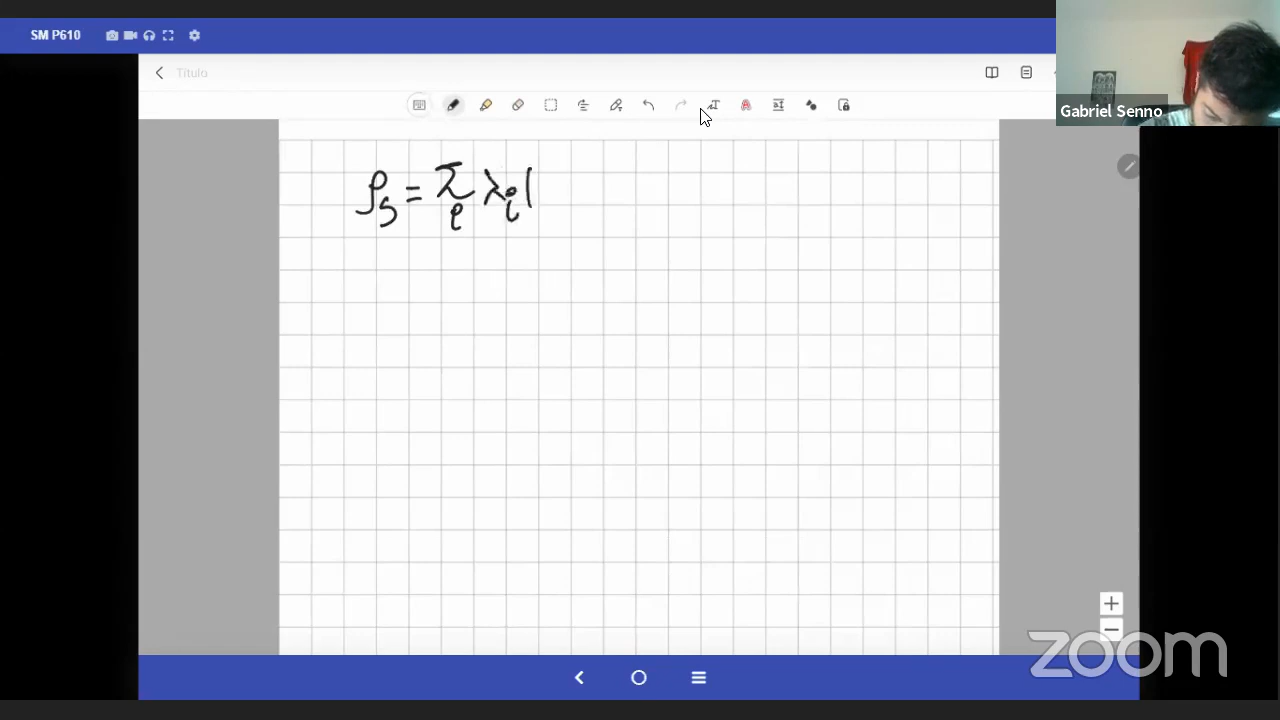 SM P610
Título
Gabriel Senno
ρ_S = Σ_i λ_i |
zoom